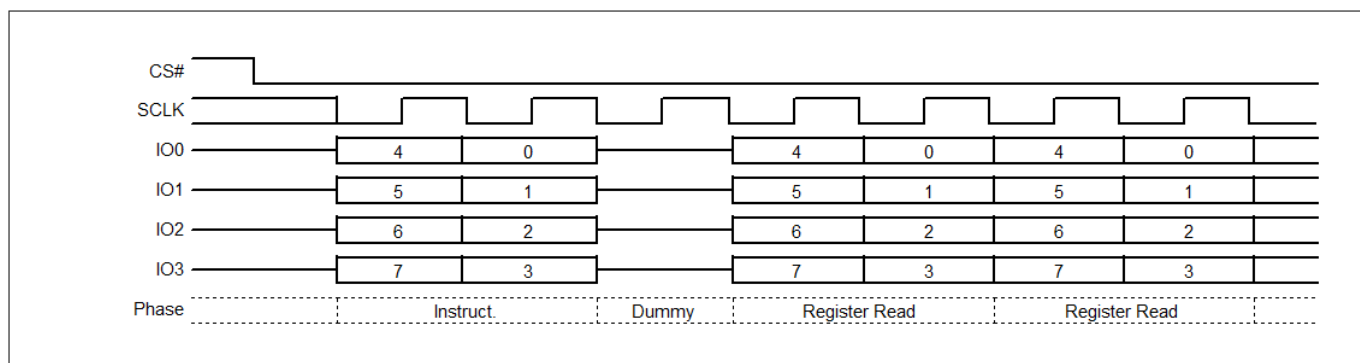 CS#
SCLK
IO0 4 0 4 0 4 0
IO1 5 1 5 1 5 1
IO2 6 2 6 2 6 2
IO3 7 3 7 3 7 3
Phase Instruct. Dummy Register Read Register Read